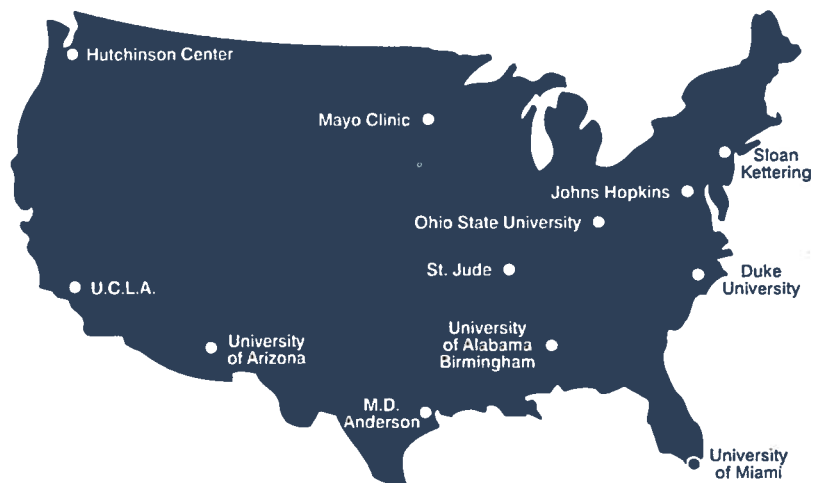 Hutchinson Center
Mayo Clinic
Sloan
Kettering
Johns Hopkins
Ohio State University
St. Jude
Duke
University
U.C.L.A.
University
of Arizona
University
of Alabama
Birmingham
M.D.
Anderson
University
of Miami